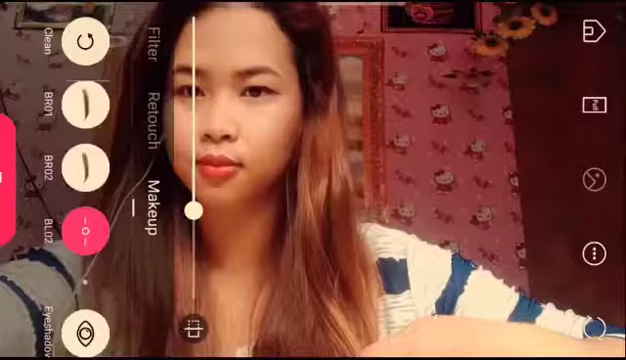 Filter
Retouch
Makeup
Clean
BR01
BR02
BL02
Eyeshadow
Full